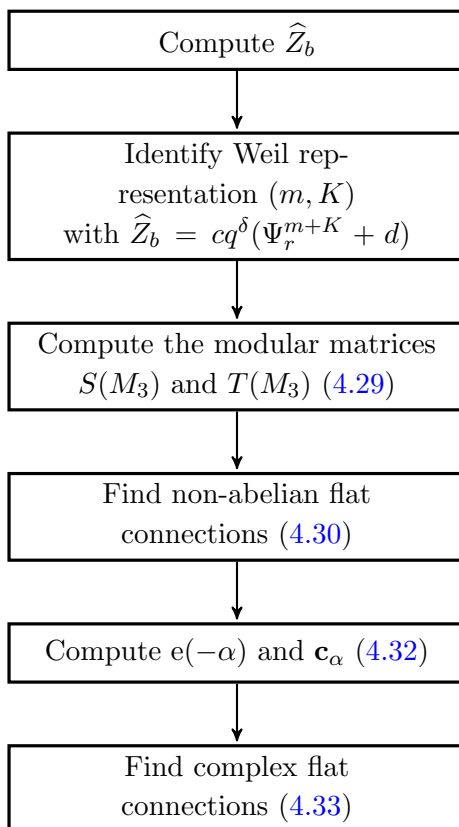 Compute Ẑ_b
Identify Weil rep-
resentation (m, K)
with Ẑ_b = cq^δ(Ψ_r^{m+K} + d)
Compute the modular matrices
S(M_3) and T(M_3) (4.29)
Find non-abelian flat
connections (4.30)
Compute e(−α) and c_α (4.32)
Find complex flat
connections (4.33)